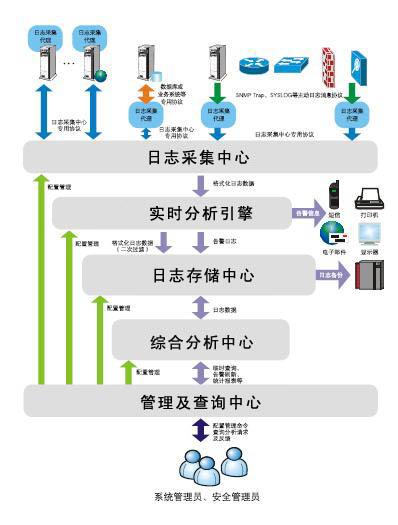 日志采集
代理
日志采集
代理
...
数据库或
业务系统等
专用协议
SNMP Trap、SYSLOG等主动日志消息协议
日志采集
代理
日志采集
代理
日志采集
代理
日志采集中心
专用协议
日志采集中心
专用协议
日志采集中心专用协议
日志采集中心
配置管理
格式化日志数据
实时分析引擎
告警信息
短信
打印机
配置管理
格式化日志数据
(二次过滤)
告警日志
电子邮件
显示器
日志存储中心
日志备份
配置管理
日志数据
综合分析中心
配置管理
临时查询、
告警刷新、
统计报表等
管理及查询中心
配置管理命令
查询分析请求
及反馈
系统管理员、安全管理员